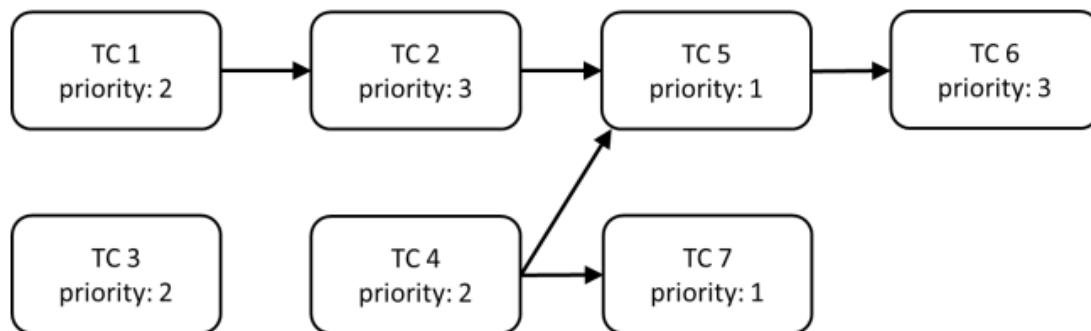 TC 1
priority: 2
TC 2
priority: 3
TC 5
priority: 1
TC 6
priority: 3
TC 3
priority: 2
TC 4
priority: 2
TC 7
priority: 1